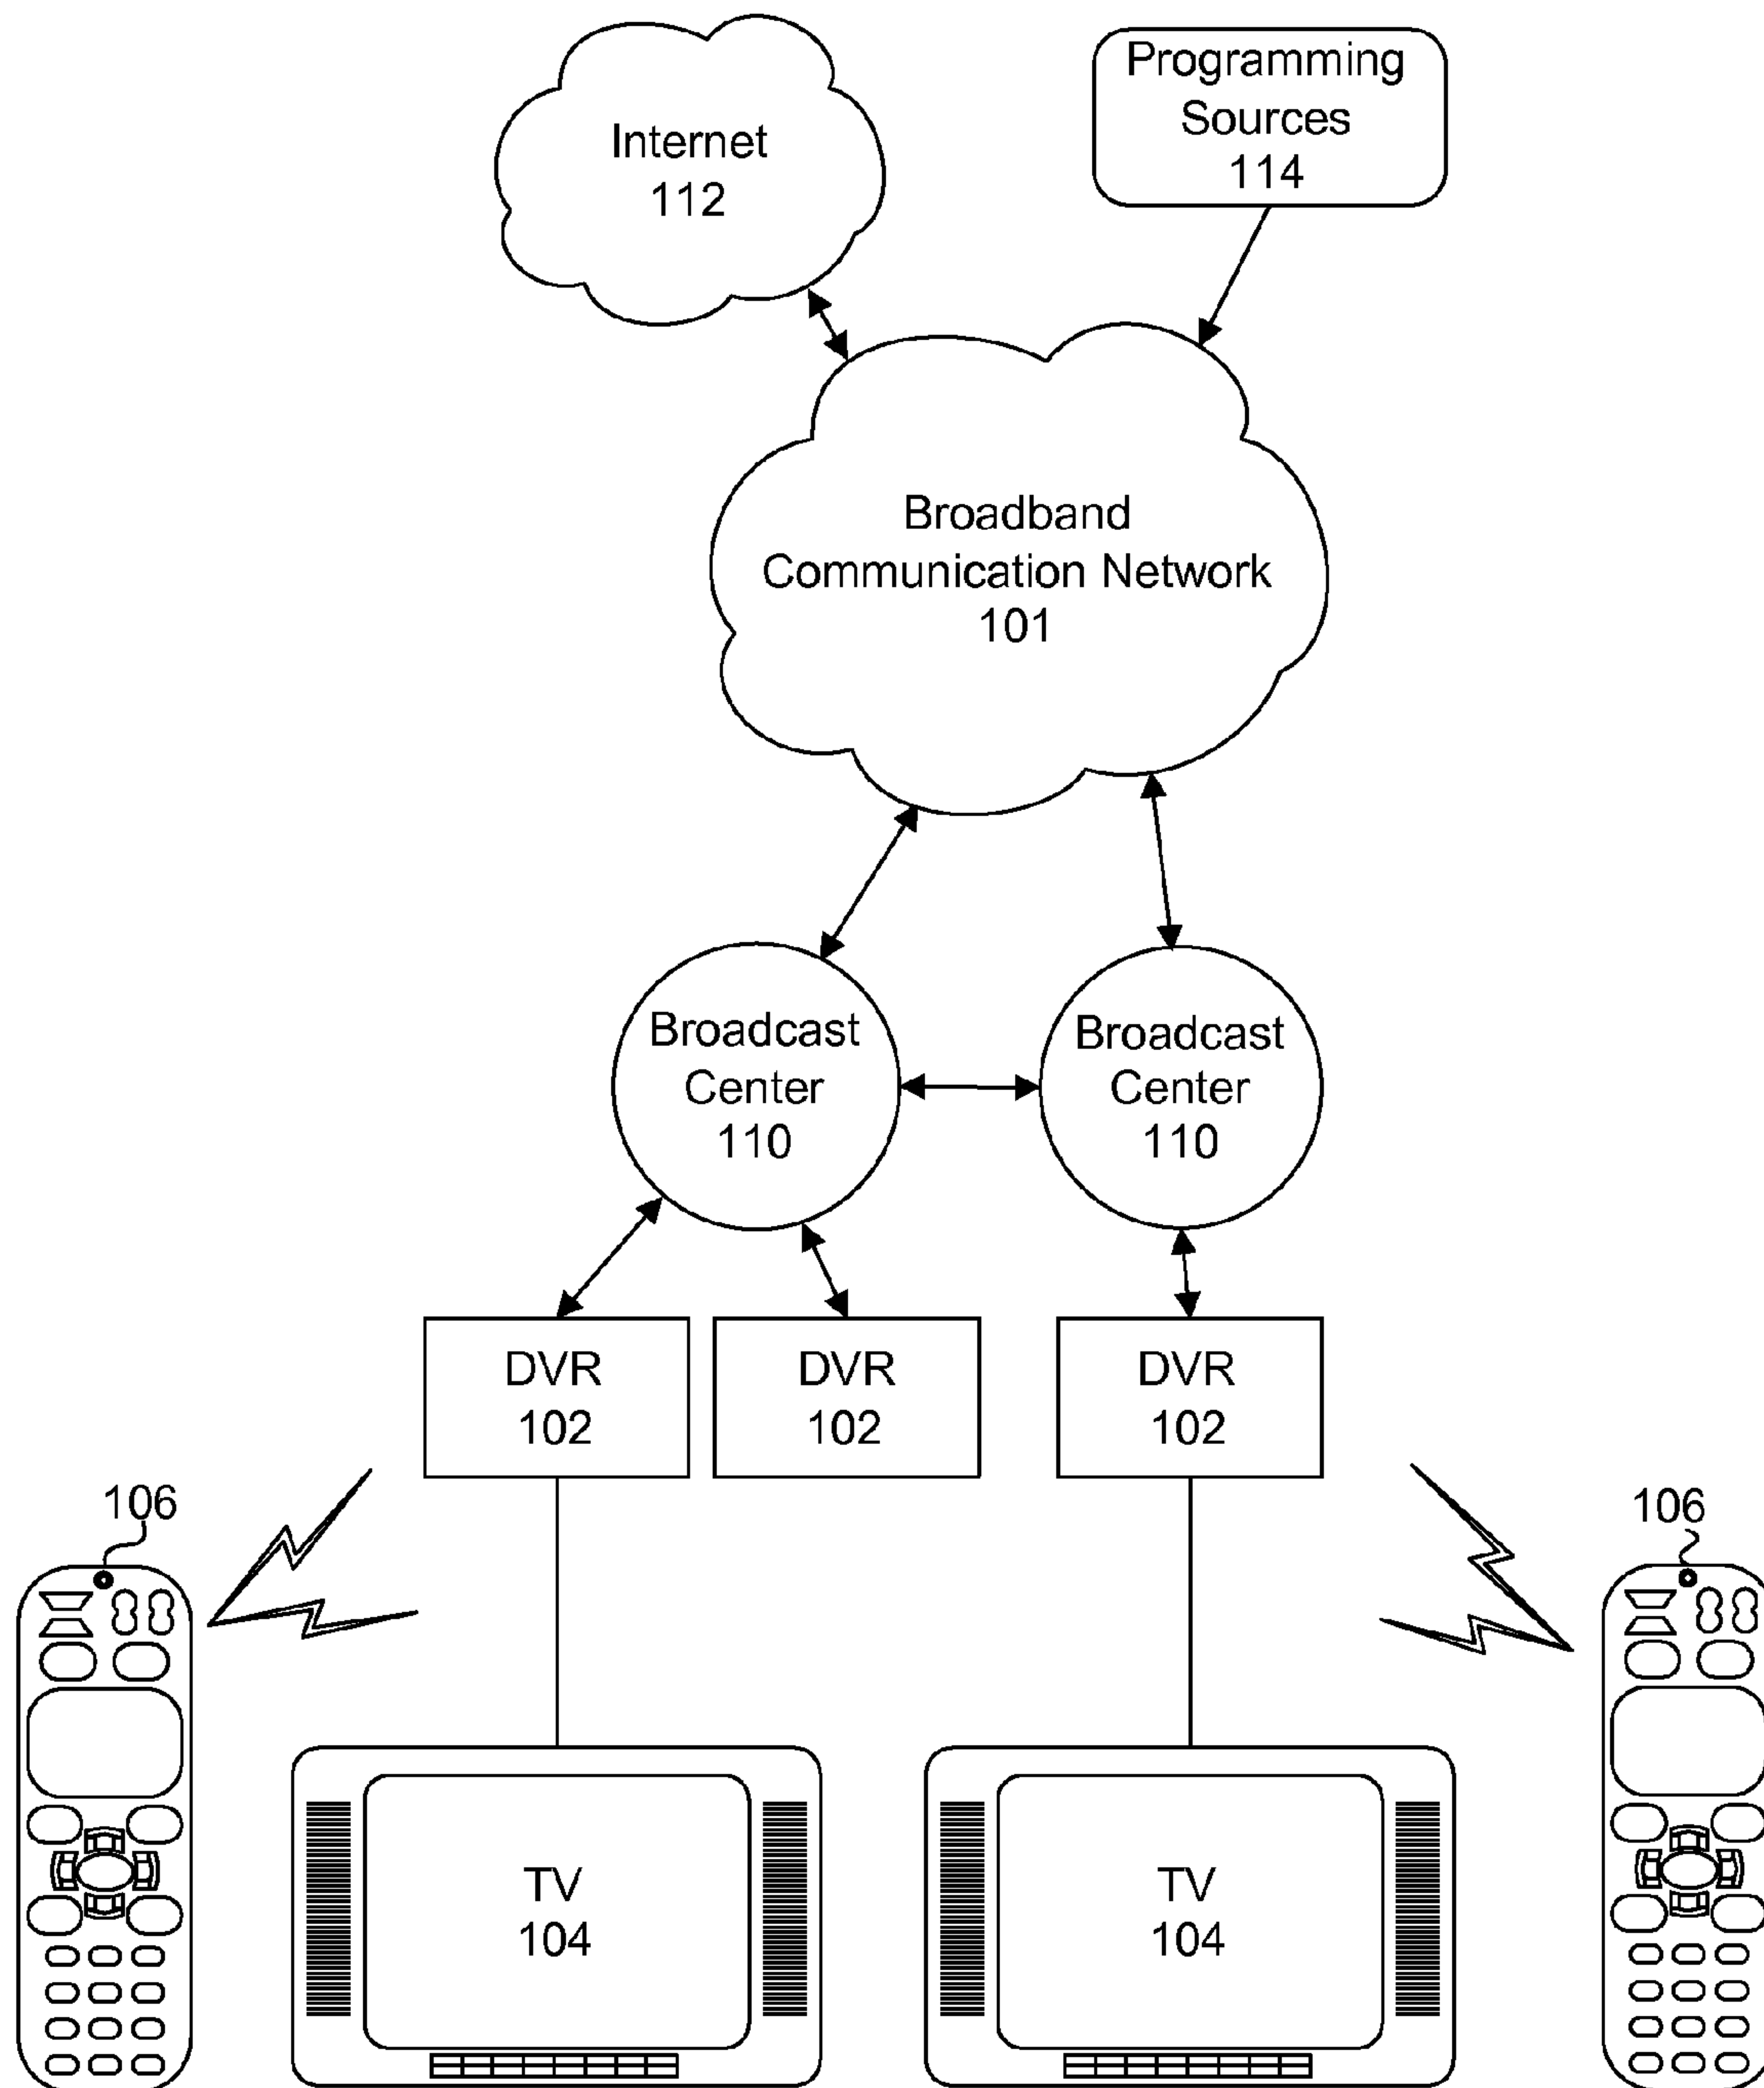 Internet
112
Programming
Sources
114
Broadband
Communication Network
101
Broadcast
Center
110
Broadcast
Center
110
DVR
102
DVR
102
DVR
102
106
106
TV
104
TV
104